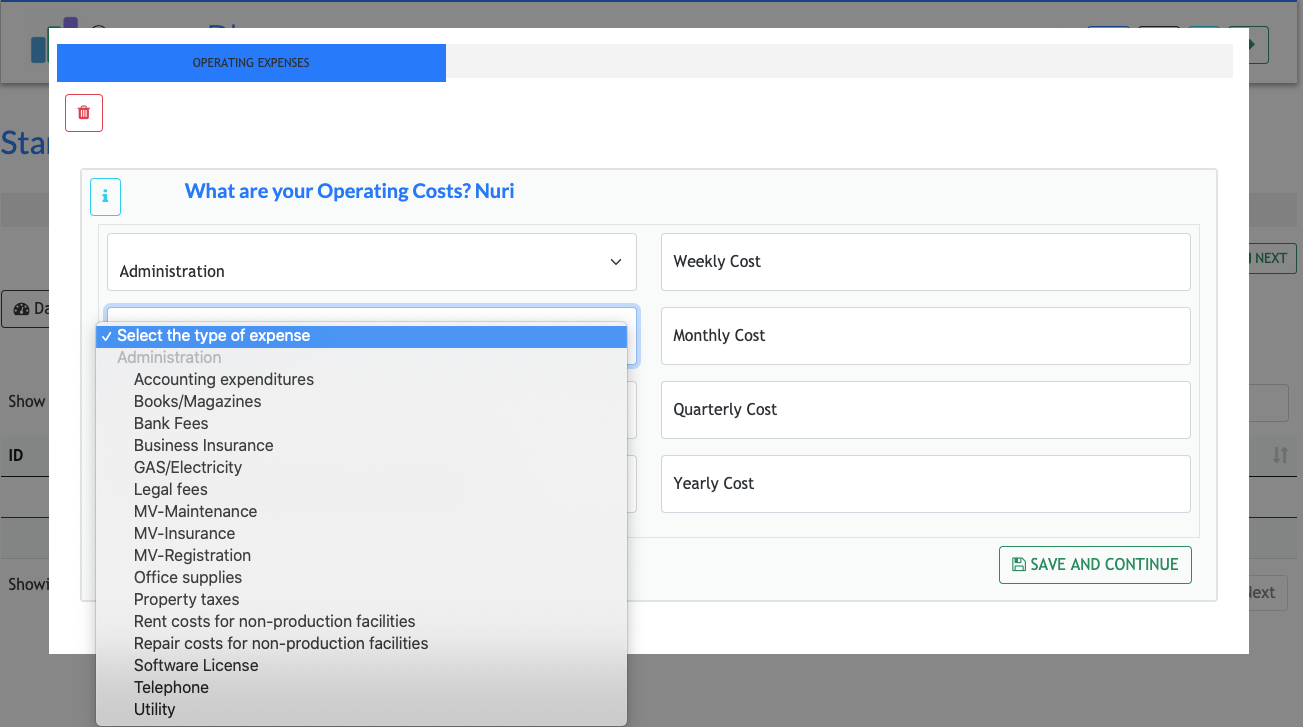 OPERATING EXPENSES
Star
i
What are your Operating Costs? Nuri
Administration
Weekly Cost
NEXT
Da
Monthly Cost
✓ Select the type of expense
Administration
Accounting expenditures
Books/Magazines
Bank Fees
Business Insurance
GAS/Electricity
Legal fees
MV-Maintenance
MV-Insurance
MV-Registration
Office supplies
Property taxes
Rent costs for non-production facilities
Repair costs for non-production facilities
Software License
Telephone
Utility
Show
Quarterly Cost
ID
Yearly Cost
SAVE AND CONTINUE
Showi
Next